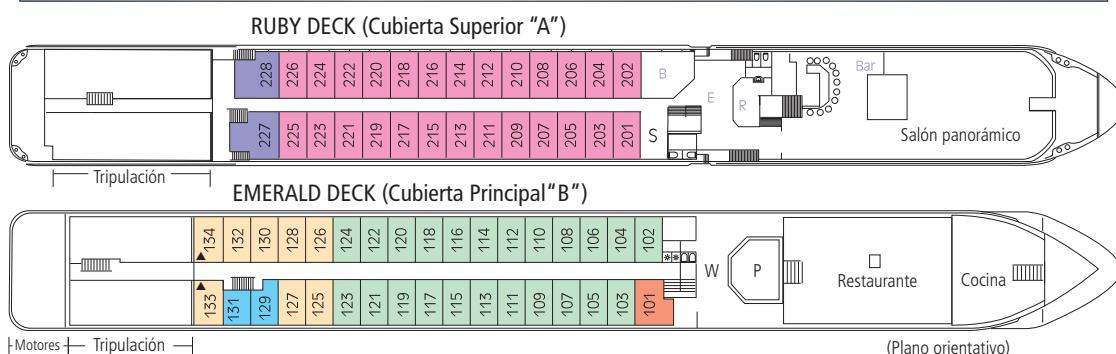 RUBY DECK (Cubierta Superior "A")
228 226 224 222 220 218 216 214 212 210 208 206 204 202 B
E R Bar
227 225 223 221 219 217 215 213 211 209 207 205 203 201 S
Salón panorámico
Tripulación
EMERALD DECK (Cubierta Principal"B")
134 132 130 128 126 124 122 120 118 116 114 112 110 108 106 104 102
W P Restaurante Cocina
133 131 129 127 125 123 121 119 117 115 113 111 109 107 105 103 101
Motores Tripulación
(Plano orientativo)